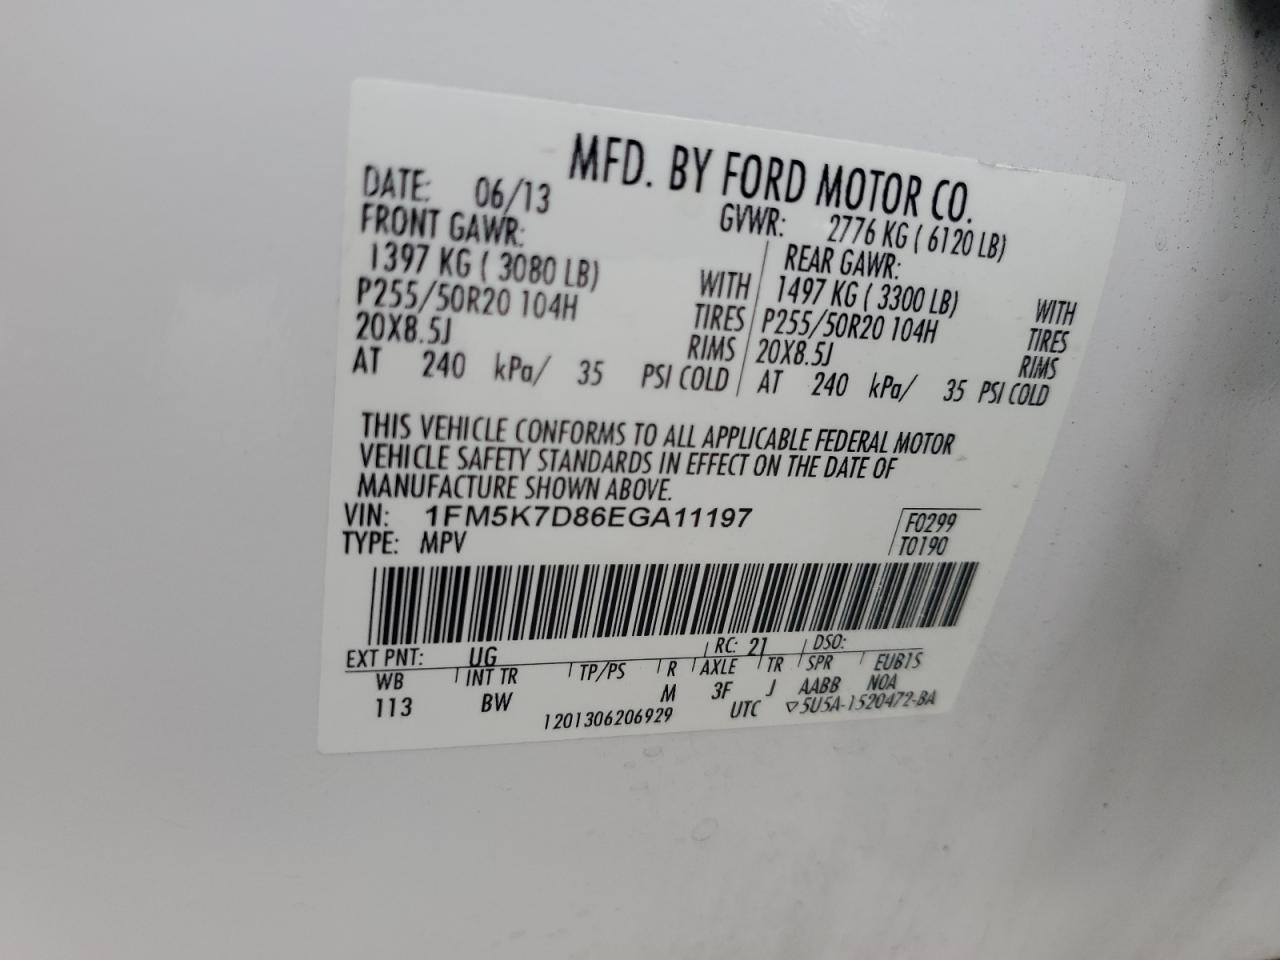 MFD. BY FORD MOTOR CO.
DATE: 06/13 GVWR: 2776 KG ( 6120 LB)
FRONT GAWR: REAR GAWR:
1397 KG ( 3080 LB) WITH 1497 KG ( 3300 LB) WITH
P255/50R20 104H TIRES P255/50R20 104H TIRES
20X8.5J RIMS 20X8.5J RIMS
AT 240 kPa/ 35 PSI COLD AT 240 kPa/ 35 PSI COLD
THIS VEHICLE CONFORMS TO ALL APPLICABLE FEDERAL MOTOR
VEHICLE SAFETY STANDARDS IN EFFECT ON THE DATE OF
MANUFACTURE SHOWN ABOVE.
VIN: 1FM5K7D86EGA11197 F0299
TYPE: MPV T0190
EXT PNT: UG RC: 21 DSO:
WB INT TR TP/PS R AXLE TR SPR EUB1S
113 BW M 3F J AABB NOA
1201306206929 UTC ▽5U5A-1520472-BA